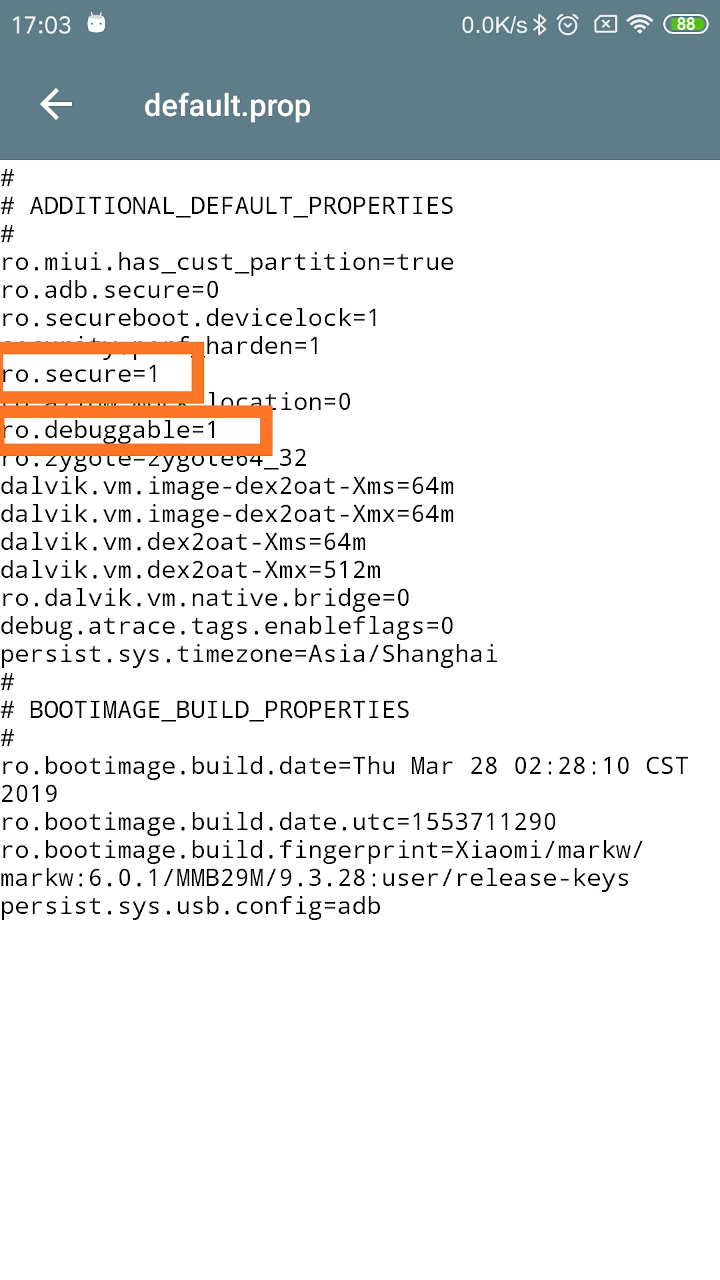 17:03 0.0K/s 88
default.prop
#
# ADDITIONAL_DEFAULT_PROPERTIES
#
ro.miui.has_cust_partition=true
ro.adb.secure=0
ro.secureboot.devicelock=1
security.perf_harden=1
ro.secure=1
ro.allow.mock.location=0
ro.debuggable=1
ro.zygote=zygote64_32
dalvik.vm.image-dex2oat-Xms=64m
dalvik.vm.image-dex2oat-Xmx=64m
dalvik.vm.dex2oat-Xms=64m
dalvik.vm.dex2oat-Xmx=512m
ro.dalvik.vm.native.bridge=0
debug.atrace.tags.enableflags=0
persist.sys.timezone=Asia/Shanghai
#
# BOOTIMAGE_BUILD_PROPERTIES
#
ro.bootimage.build.date=Thu Mar 28 02:28:10 CST
2019
ro.bootimage.build.date.utc=1553711290
ro.bootimage.build.fingerprint=Xiaomi/markw/
markw:6.0.1/MMB29M/9.3.28:user/release-keys
persist.sys.usb.config=adb